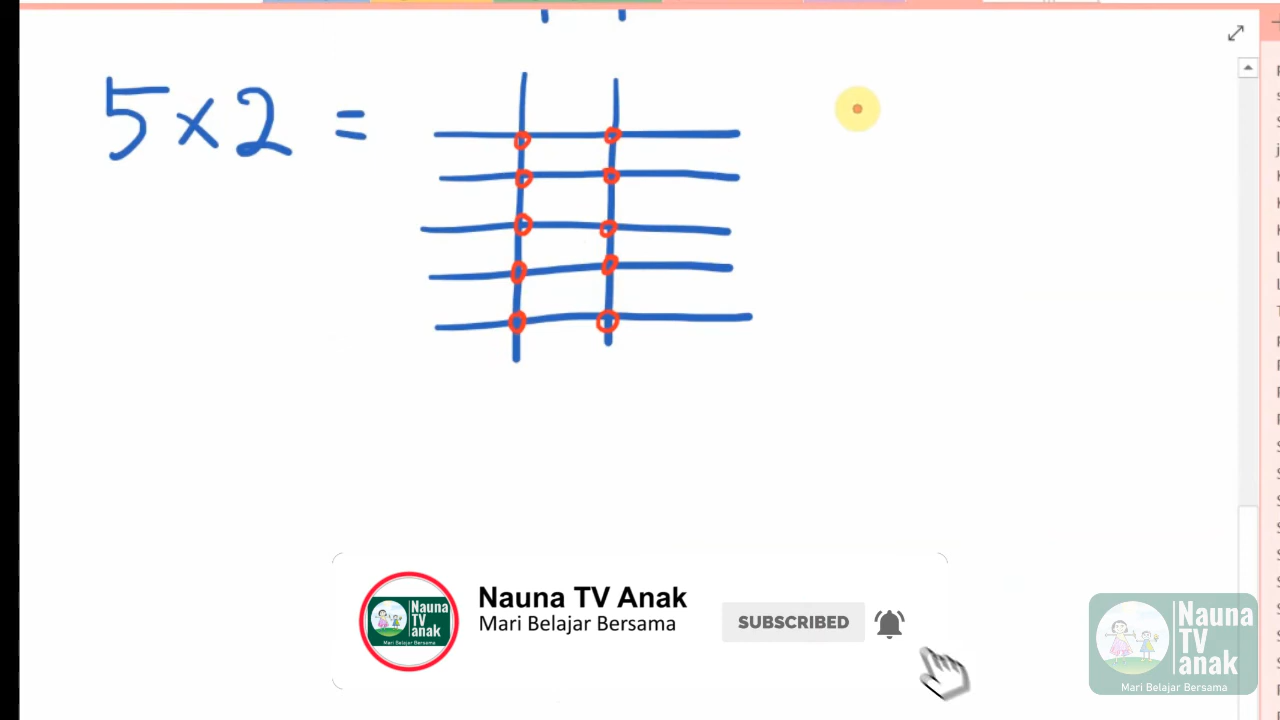 5 x 2 =
Nauna TV Anak
Mari Belajar Bersama
SUBSCRIBED
Nauna
TV
anak
Mari Belajar Bersama
Nauna
TV
anak
Mari Belajar Bersama